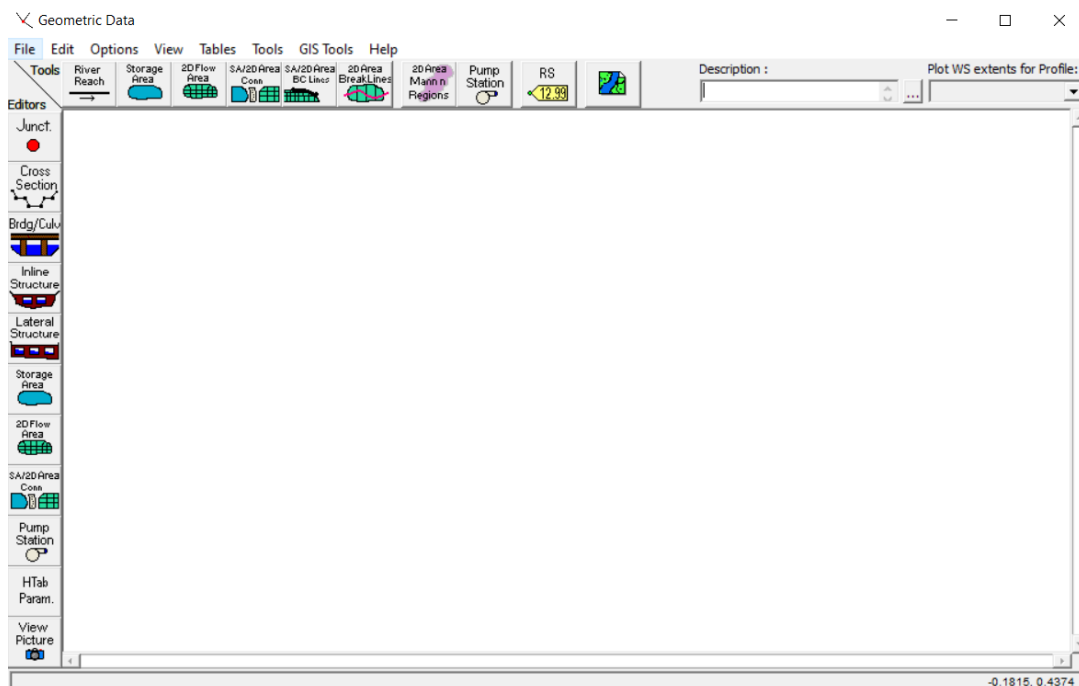 Geometric Data
File Edit Options View Tables Tools GIS Tools Help
Tools
Editors
River
Reach
Storage
Area
2D Flow
Area
SA/2D Area
Conn
SA/2D Area
BC Lines
2D Area
BreakLines
2D Area
Mann n
Regions
Pump
Station
RS
12.99
Description :
...
Plot WS extents for Profile:
Junct.
Cross
Section
Brdg/Culv
Inline
Structure
Lateral
Structure
Storage
Area
2D Flow
Area
SA/2D Area
Conn
Pump
Station
HTab
Param.
View
Picture
-0.1815, 0.4374